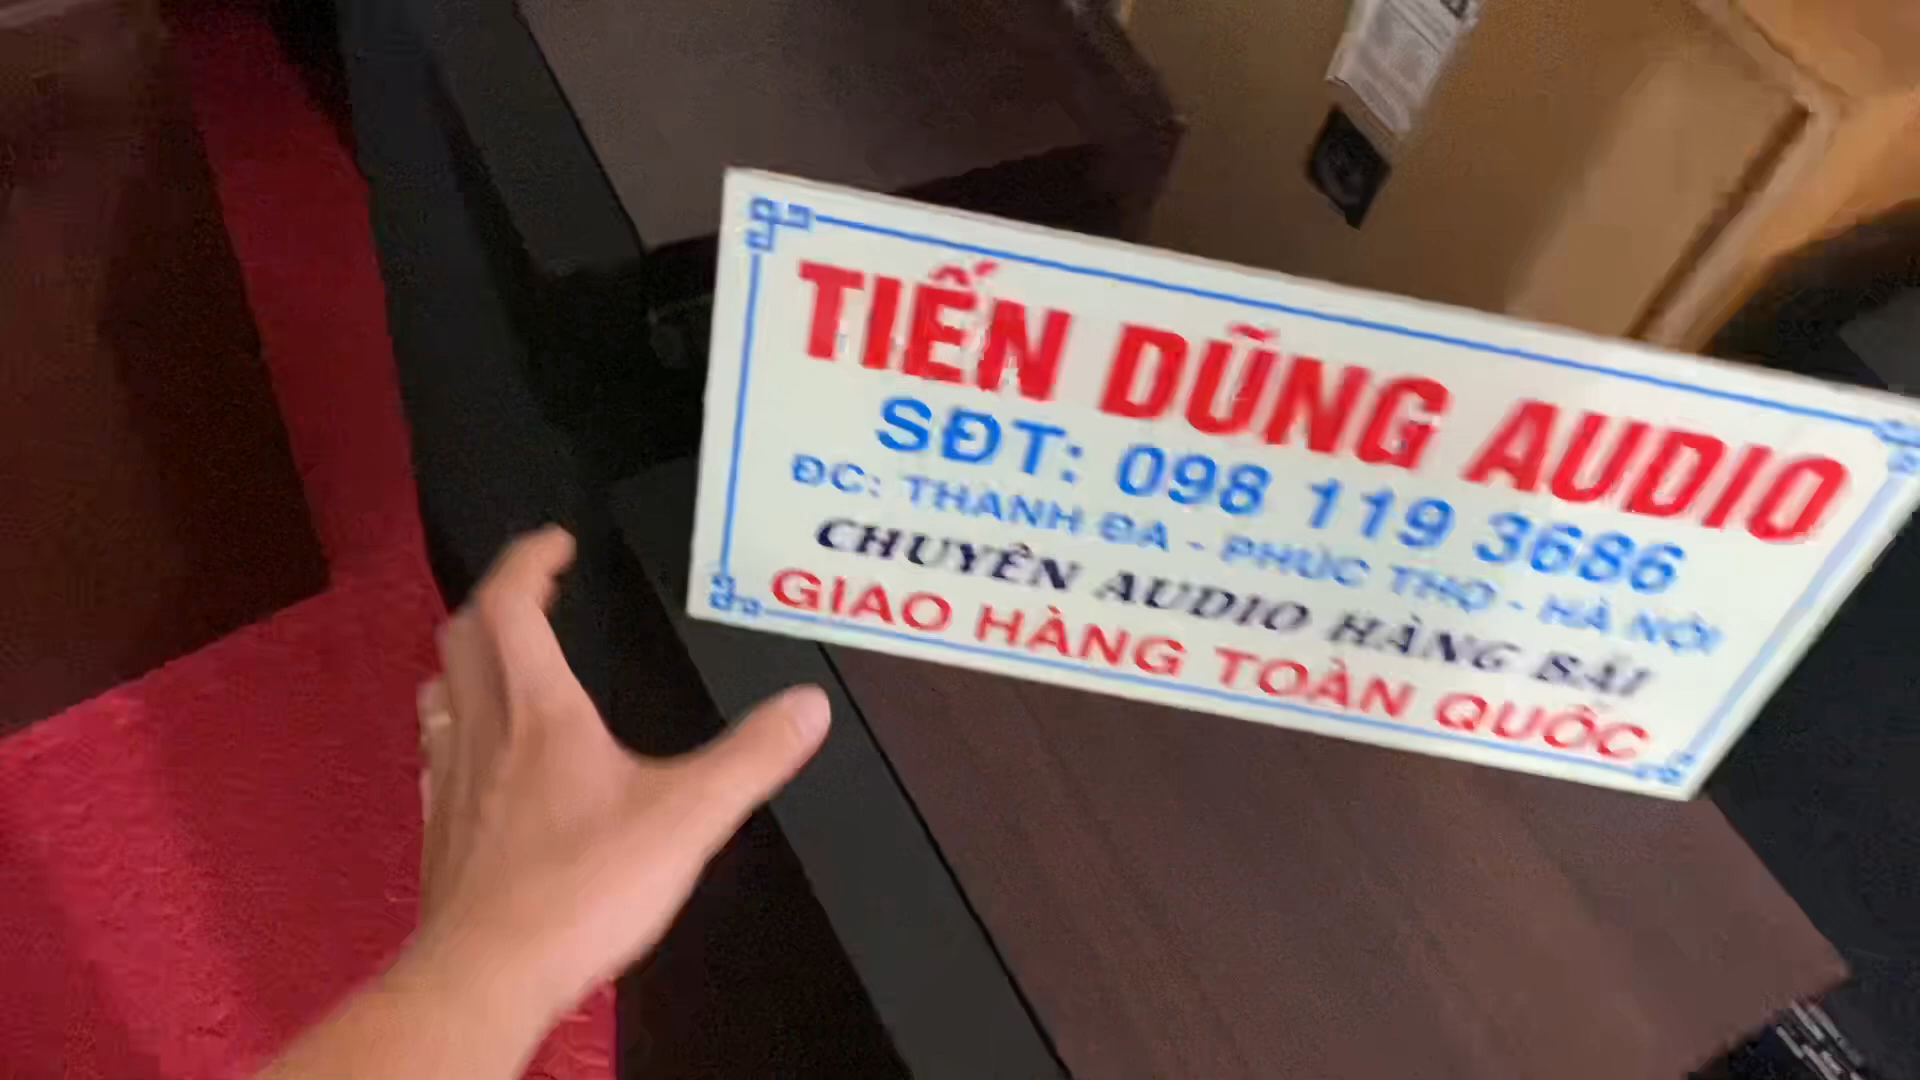 TIẾN DŨNG AUDIO
SĐT: 098 119 3686
ĐC: THANH ĐA - PHÚC THỌ - HÀ NỘI
CHUYÊN AUDIO HÀNG BÃI
GIAO HÀNG TOÀN QUỐC